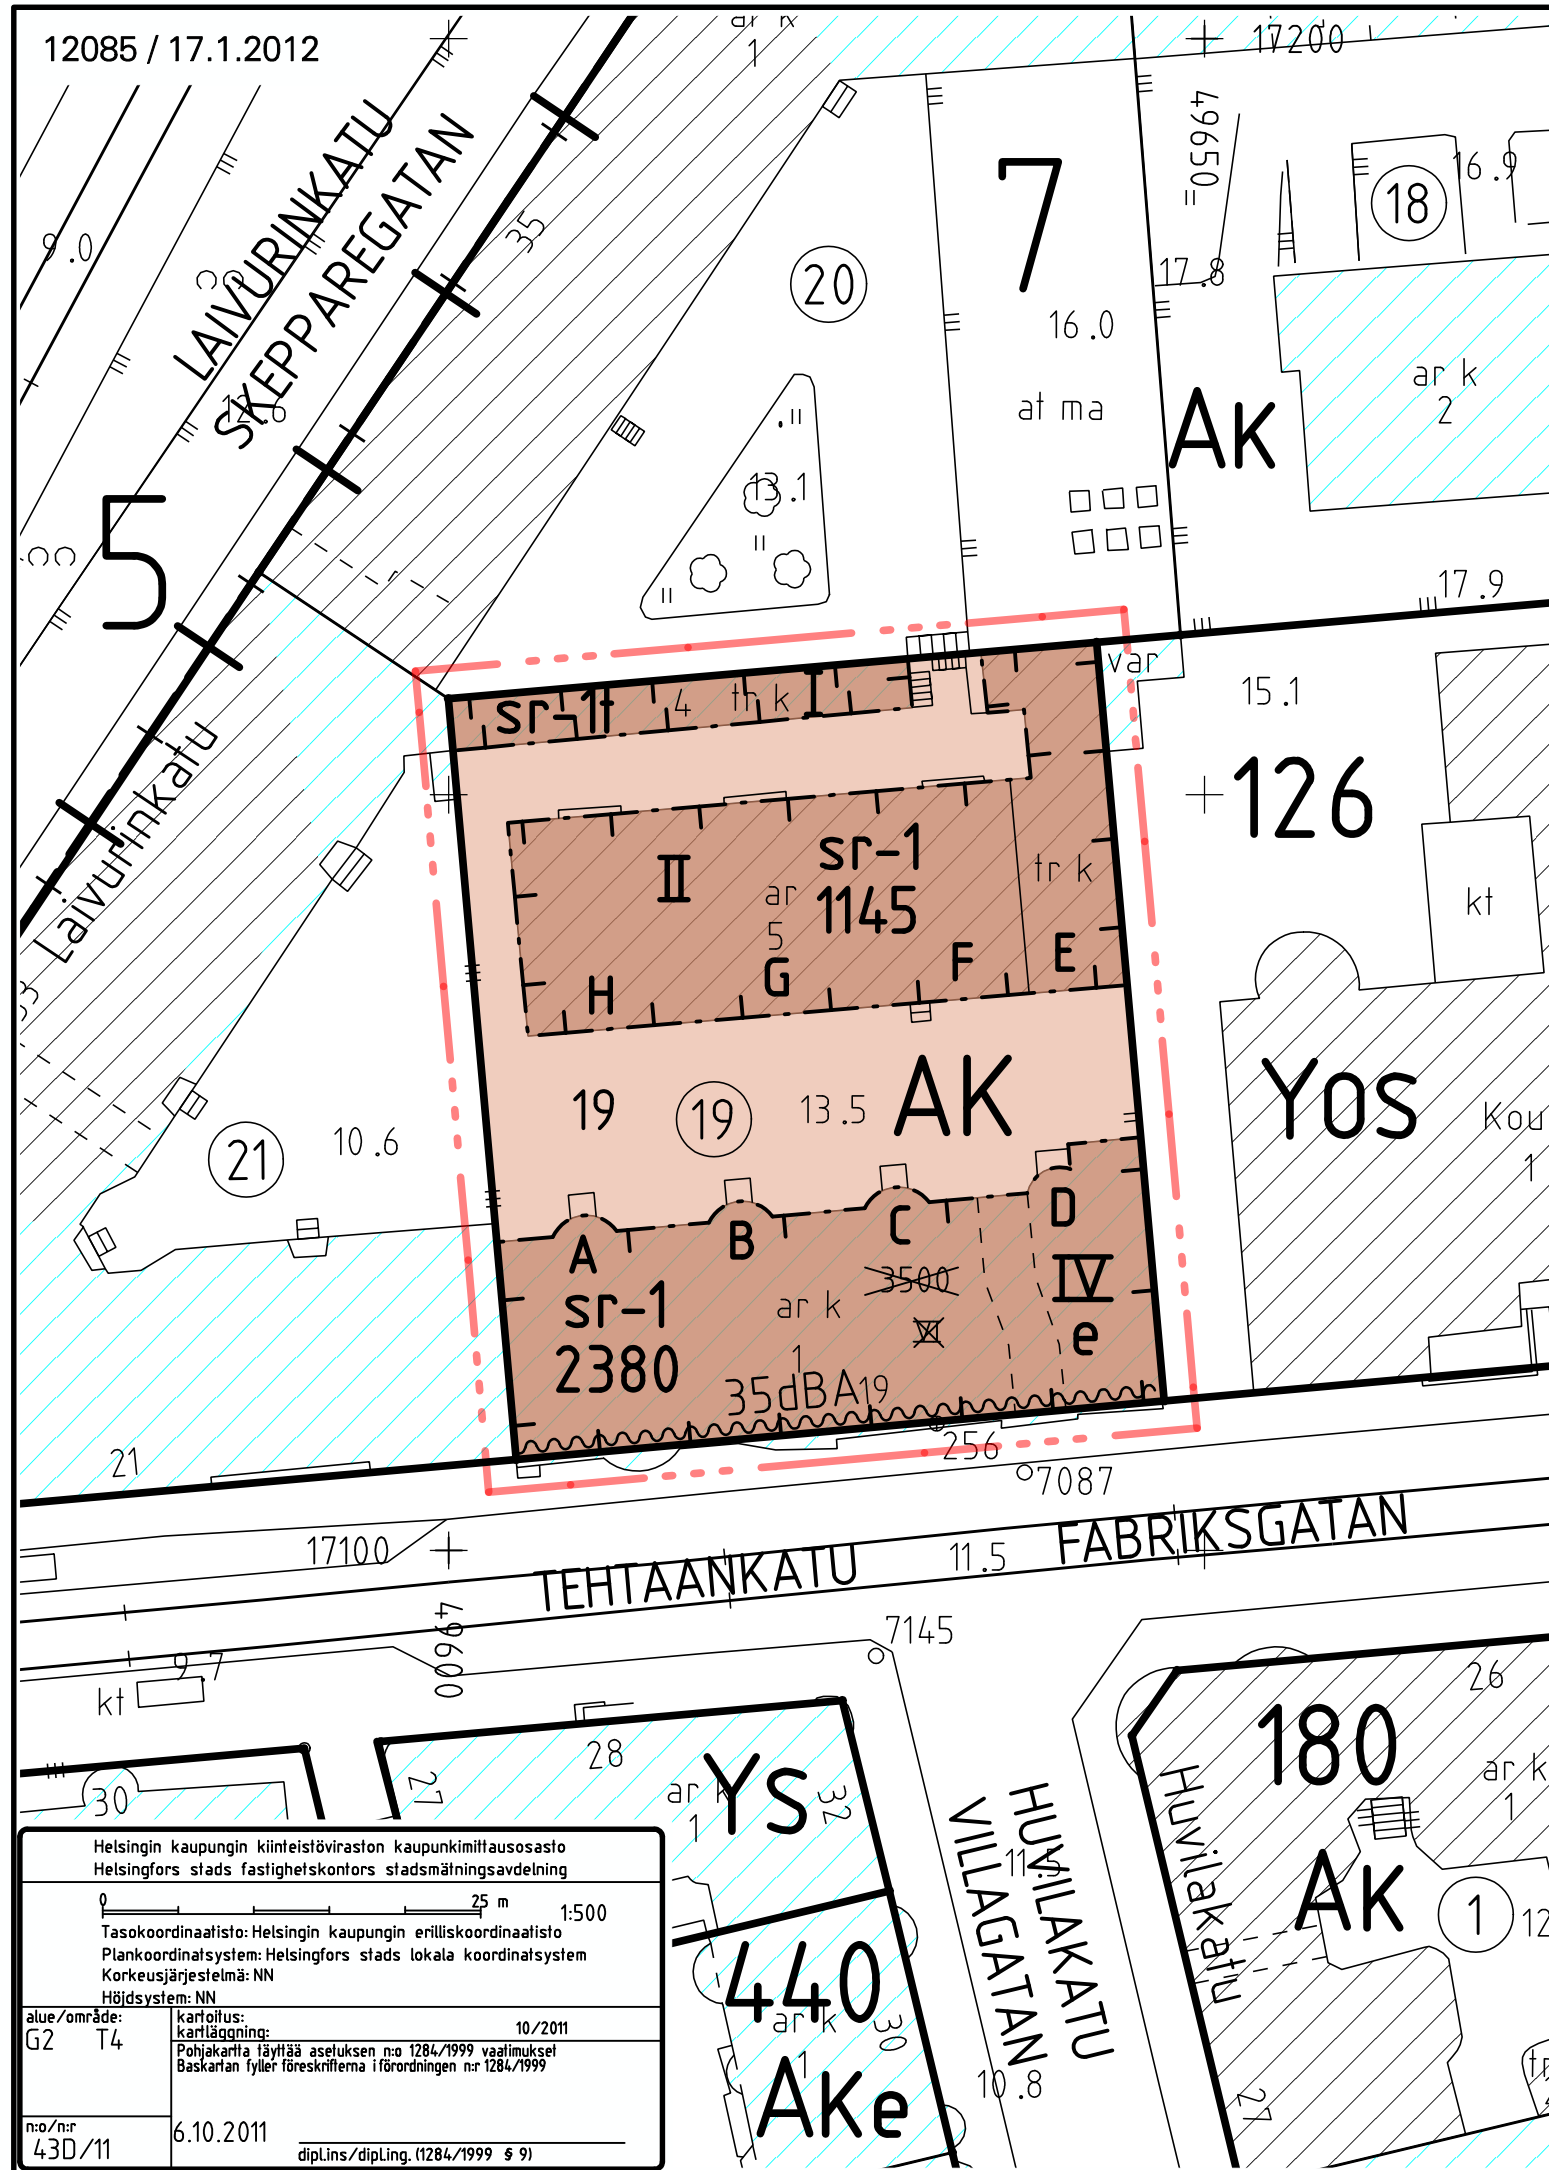 12085 / 17.1.2012
ar k
1
17200
LAIVURINKATU
SKEPPAREGATAN
9.0
35
12.6
49650
7
18
16.9
20
17.8
16.0
at ma
ar k
2
AK
13.1
5
17.9
var
15.1
sr-1t
4
tr k
I
126
Laivurinkatu
II
sr-1
1145
ar
5
tr k
kt
H
G
F
E
19
19
13.5
AK
Yos
Kou
1
21
10.6
A
B
C
D
3500
IV
e
sr-1
2380
ar k
1
35dBA
19
21
256
7087
17100
TEHTAANKATU
11.5
FABRIKSGATAN
49600
7145
9.7
kt
28
26
180
30
27
ar k
1
Ys
32
ar k
1
HUVILAKATU
VILLAGATAN
11.5
Huvilakatu
AK
1
12
440
ar k
1
30
AKe
10.8
27
Helsingin kaupungin kiinteistöviraston kaupunkimittausosasto
Helsingfors stads fastighetskontors stadsmätningsavdelning
0 25 m 1:500
Tasokoordinaatisto: Helsingin kaupungin erilliskoordinaatisto
Plankoordinatsystem: Helsingfors stads lokala koordinatsystem
Korkeusjärjestelmä: NN
Höjdsystem: NN
alue/område:
G2 T4
kartoitus:
kartläggning: 10/2011
Pohjakartta täyttää asetuksen n:o 1284/1999 vaatimukset
Baskartan fyller föreskrifterna i förordningen n:r 1284/1999
n:o/n:r
43D/11
6.10.2011
dipl.ins/dipl.ing. (1284/1999 § 9)